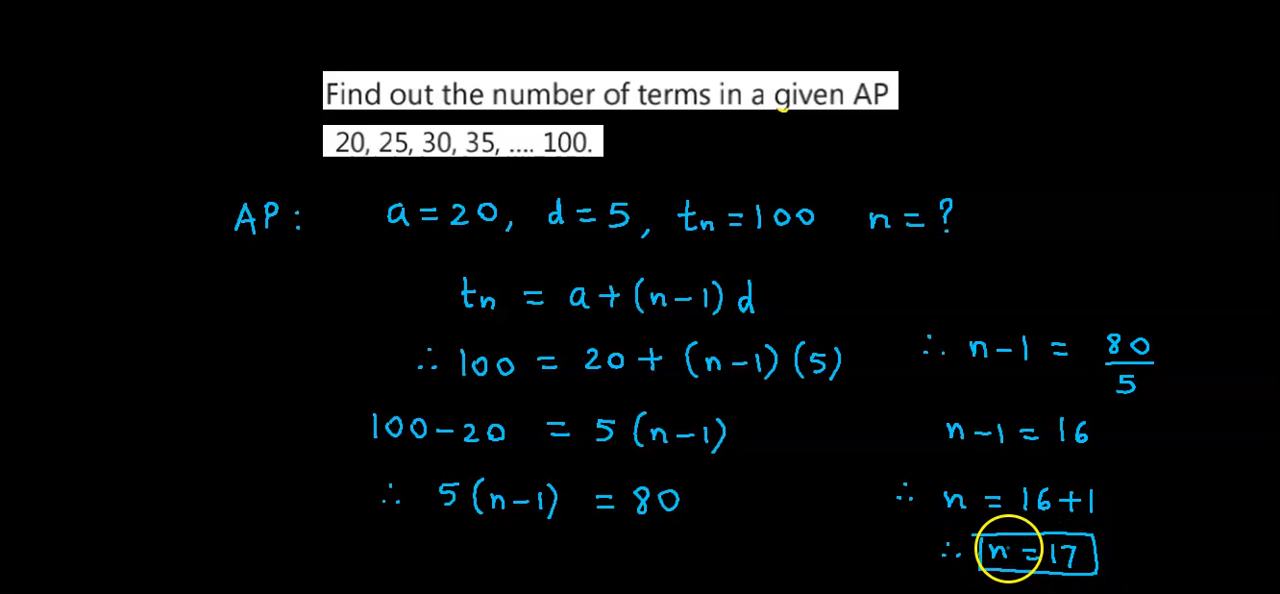 Find out the number of terms in a given AP
20, 25, 30, 35, .... 100.
AP : a = 20, d = 5, tn = 100 n = ?
tn = a + (n - 1) d
∴ 100 = 20 + (n - 1) (5)
100 - 20 = 5 (n - 1)
∴ 5 (n - 1) = 80
∴ n - 1 = 80/5
n - 1 = 16
∴ n = 16 + 1
∴ n = 17